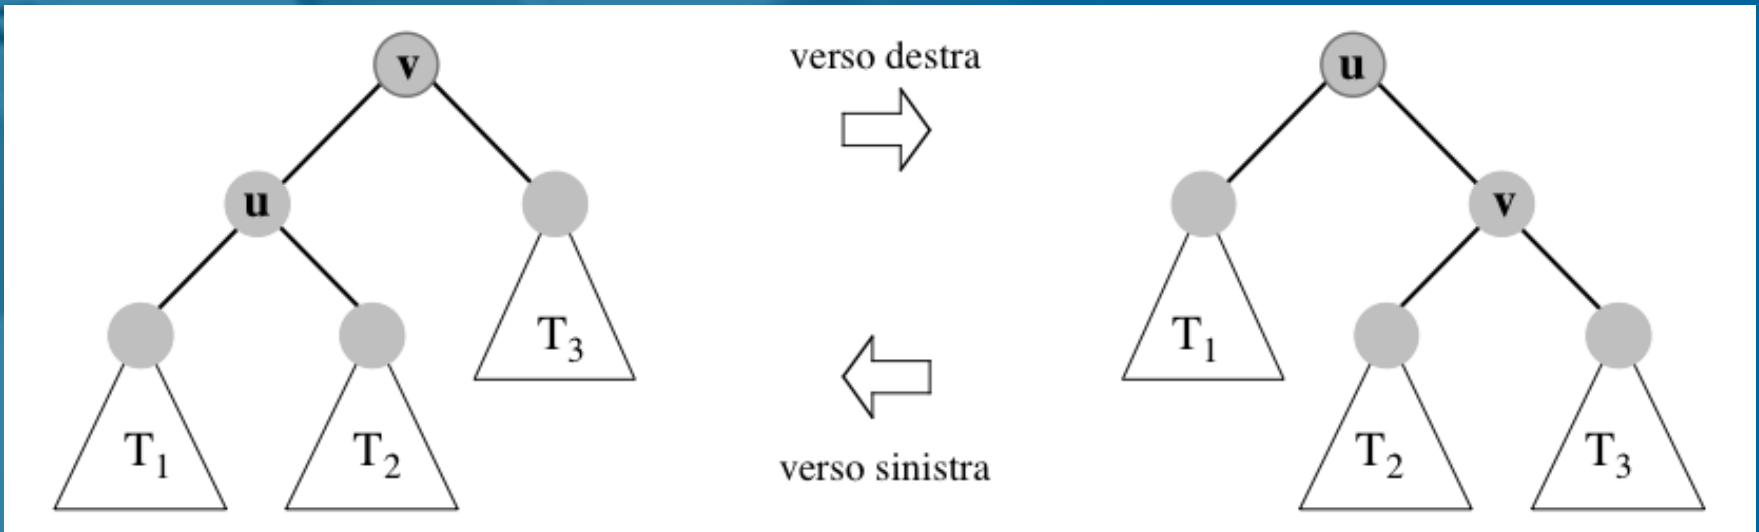 v
verso destra
u
u
v
T1
T2
T3
T1
T2
T3
verso sinistra